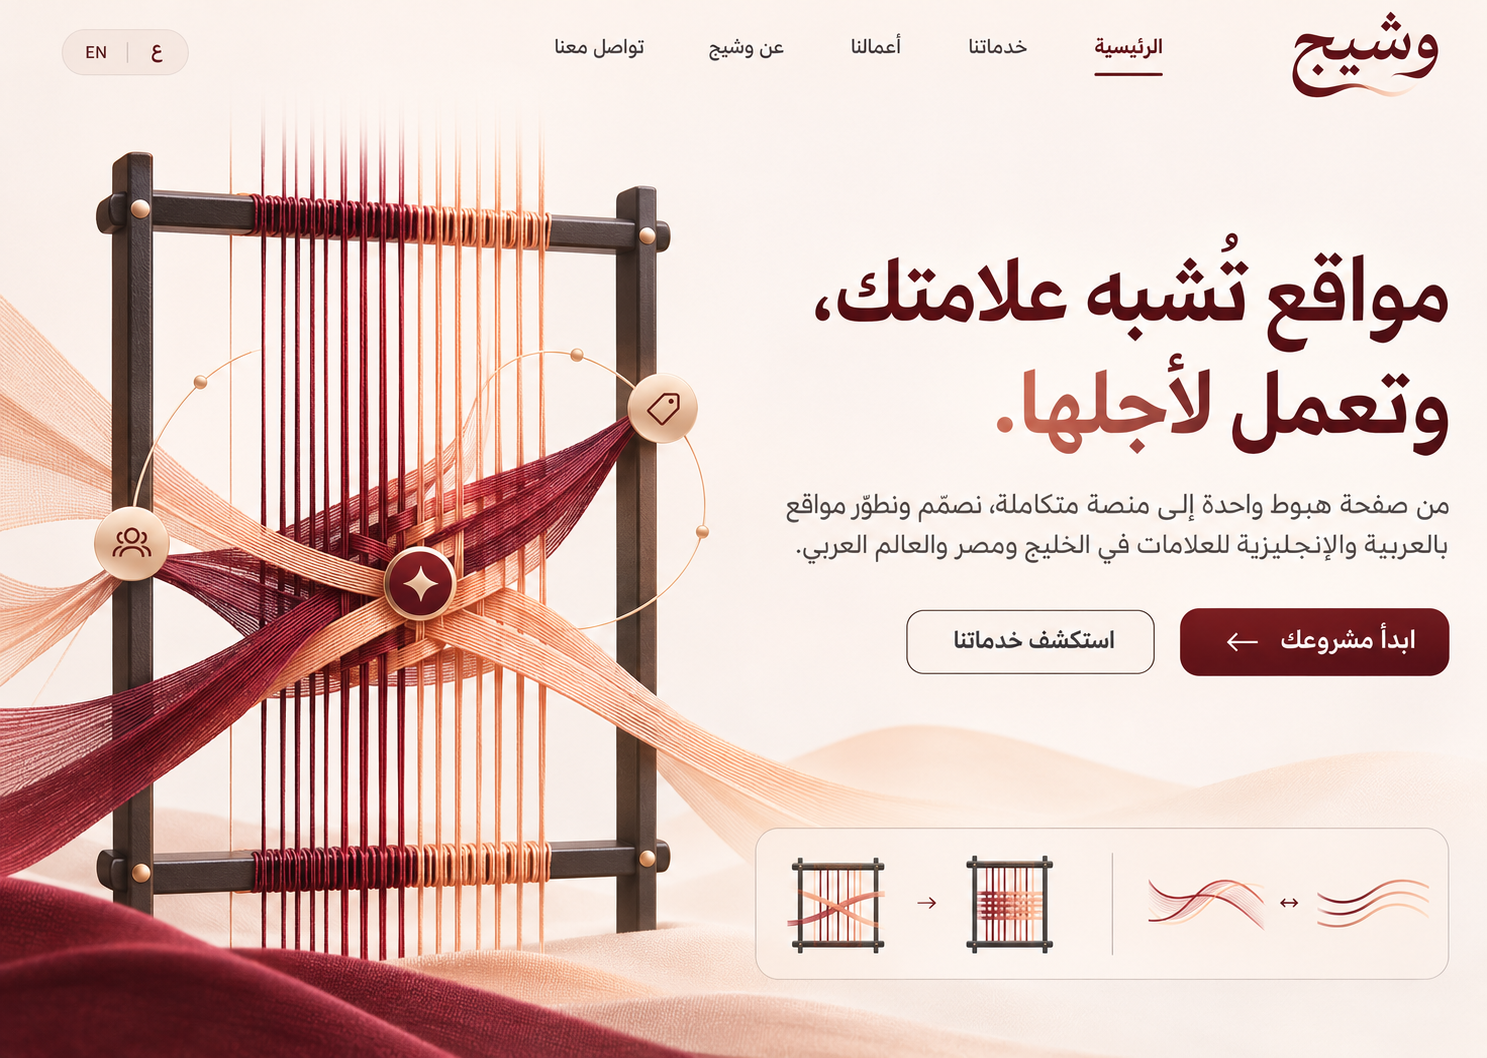 وشيج
الرئيسية
خدماتنا
أعمالنا
عن وشيج
تواصل معنا
ع | EN
مواقع تُشبه علامتك،
وتعمل لأجلها.
من صفحة هبوط واحدة إلى منصة متكاملة، نصمّم ونطوّر مواقع
بالعربية والإنجليزية للعلامات في الخليج ومصر والعالم العربي.
ابدأ مشروعك ←
استكشف خدماتنا